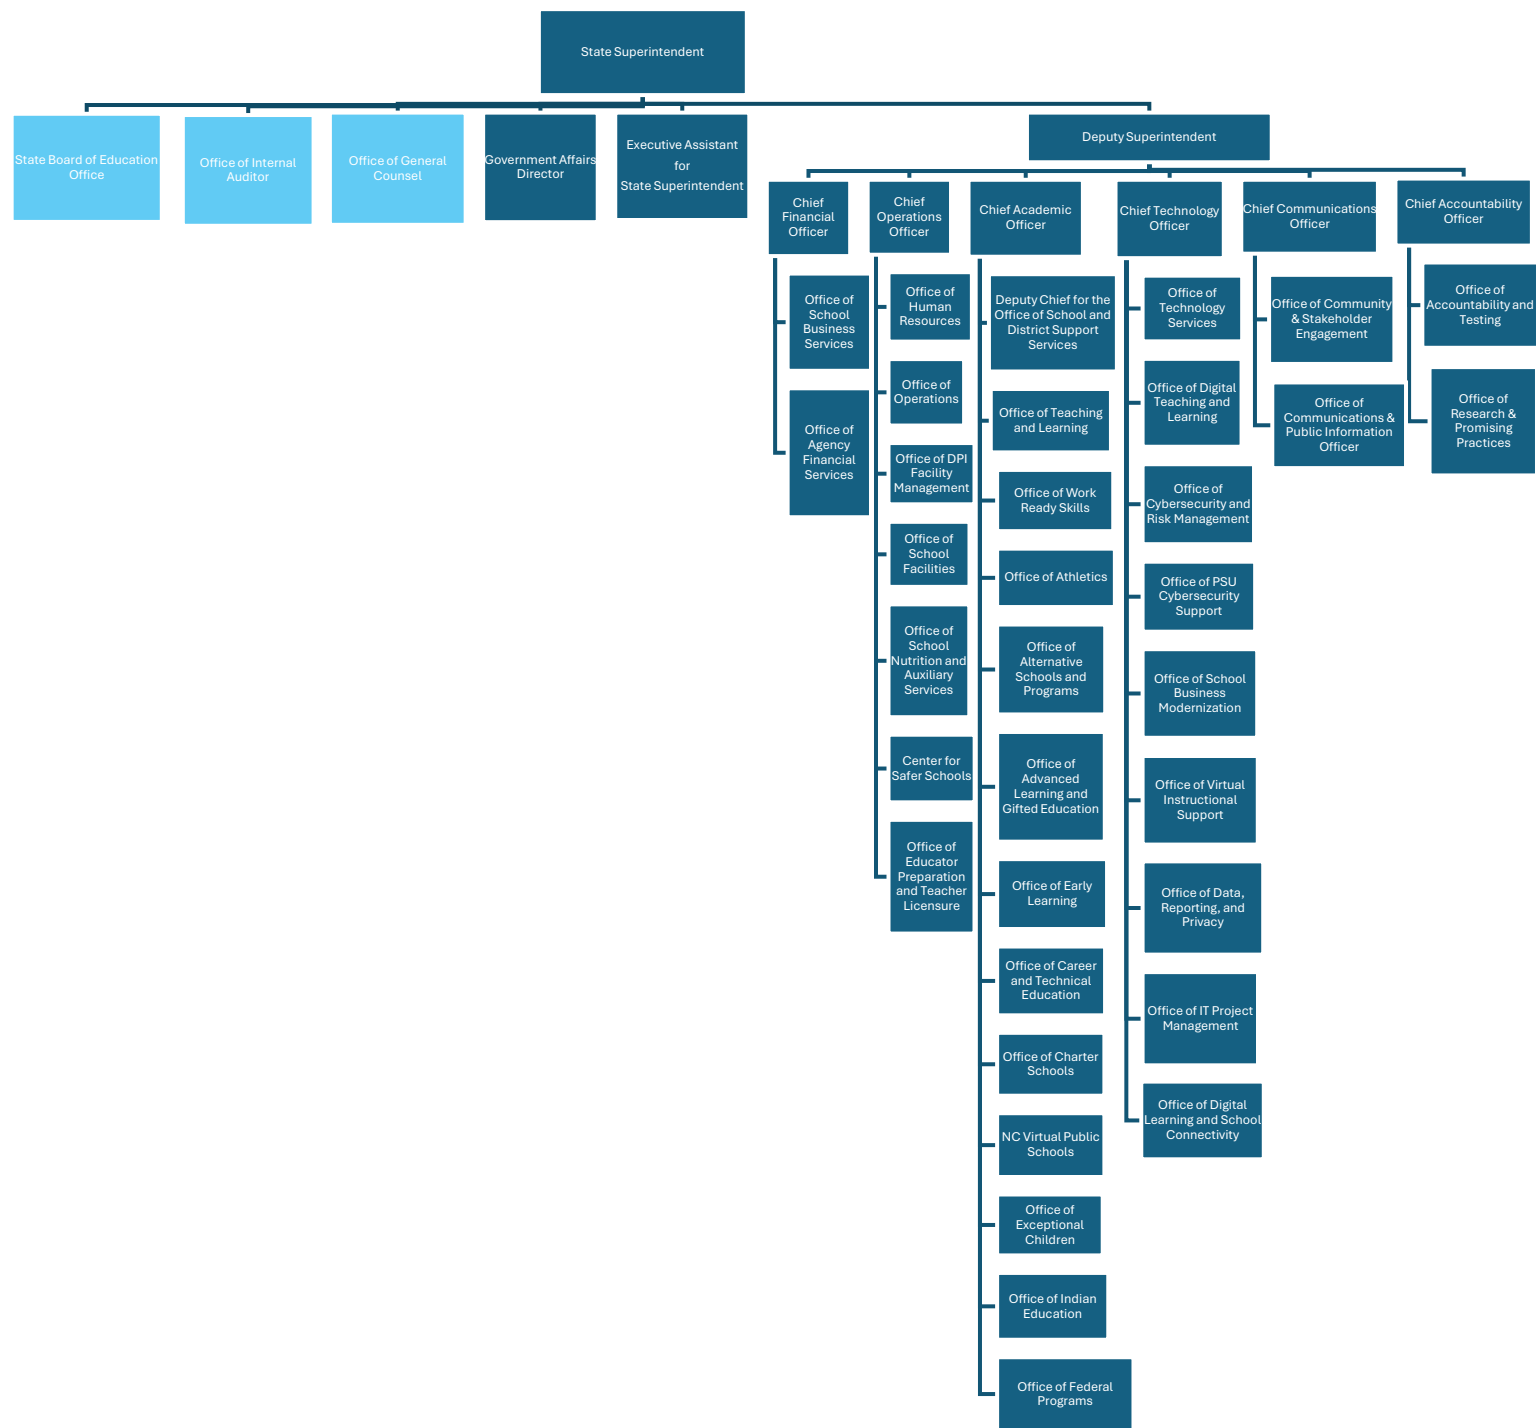 State Superintendent
State Board of Education
Office
Office of Internal
Auditor
Office of General
Counsel
Government Affairs
Director
Executive Assistant
for
State Superintendent
Deputy Superintendent
Chief
Financial
Officer
Office of
School
Business
Services
Office of
Agency
Financial
Services
Chief
Operations
Officer
Office of
Human
Resources
Office of
Operations
Office of DPI
Facility
Management
Office of
School
Facilities
Office of
School
Nutrition and
Auxiliary
Services
Center for
Safer Schools
Office of
Educator
Preparation
and Teacher
Licensure
Chief Academic
Officer
Deputy Chief for the
Office of School and
District Support
Services
Office of Teaching
and Learning
Office of Work
Ready Skills
Office of Athletics
Office of
Alternative
Schools and
Programs
Office of
Advanced
Learning and
Gifted Education
Office of Early
Learning
Office of Career
and Technical
Education
Office of Charter
Schools
NC Virtual Public
Schools
Office of
Exceptional
Children
Office of Indian
Education
Office of Federal
Programs
Chief Technology
Officer
Office of
Technology
Services
Office of Digital
Teaching and
Learning
Office of
Cybersecurity and
Risk Management
Office of PSU
Cybersecurity
Support
Office of School
Business
Modernization
Office of Virtual
Instructional
Support
Office of Data,
Reporting, and
Privacy
Office of IT Project
Management
Office of Digital
Learning and School
Connectivity
Chief Communications
Officer
Office of Community
& Stakeholder
Engagement
Office of
Communications &
Public Information
Officer
Chief Accountability
Officer
Office of
Accountability and
Testing
Office of
Research &
Promising
Practices